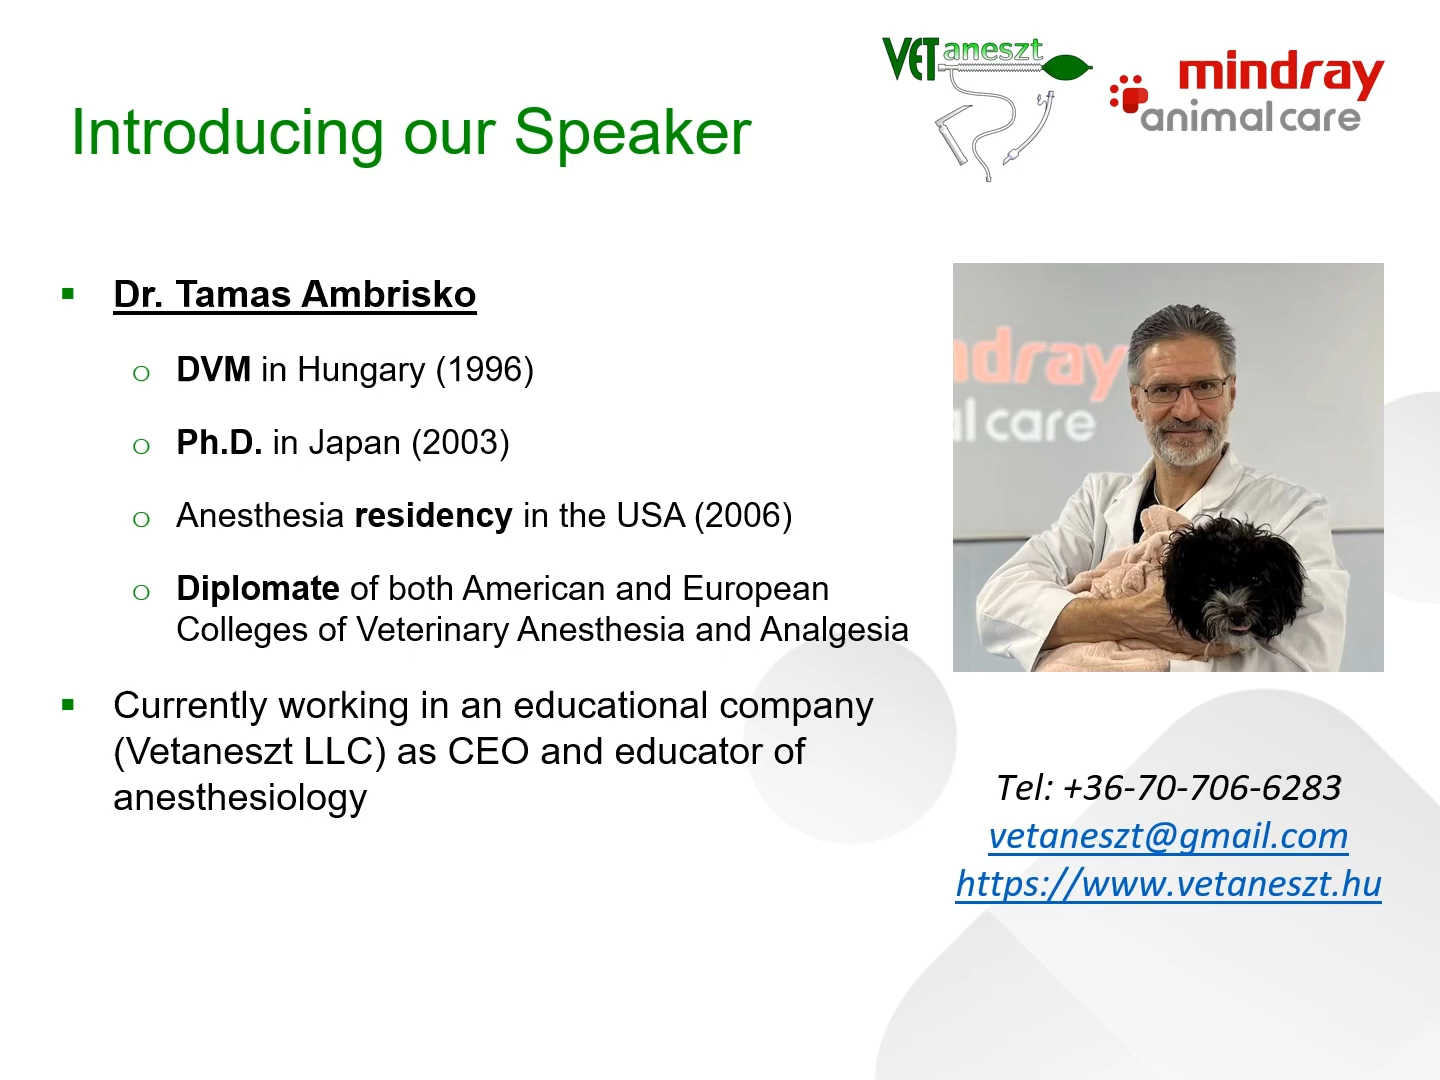 VETaneszt
mindray
animal care
Introducing our Speaker
Dr. Tamas Ambrisko
DVM in Hungary (1996)
Ph.D. in Japan (2003)
Anesthesia residency in the USA (2006)
Diplomate of both American and European
Colleges of Veterinary Anesthesia and Analgesia
Currently working in an educational company
(Vetaneszt LLC) as CEO and educator of
anesthesiology
ndray
al care
Tel: +36-70-706-6283
vetaneszt@gmail.com
https://www.vetaneszt.hu